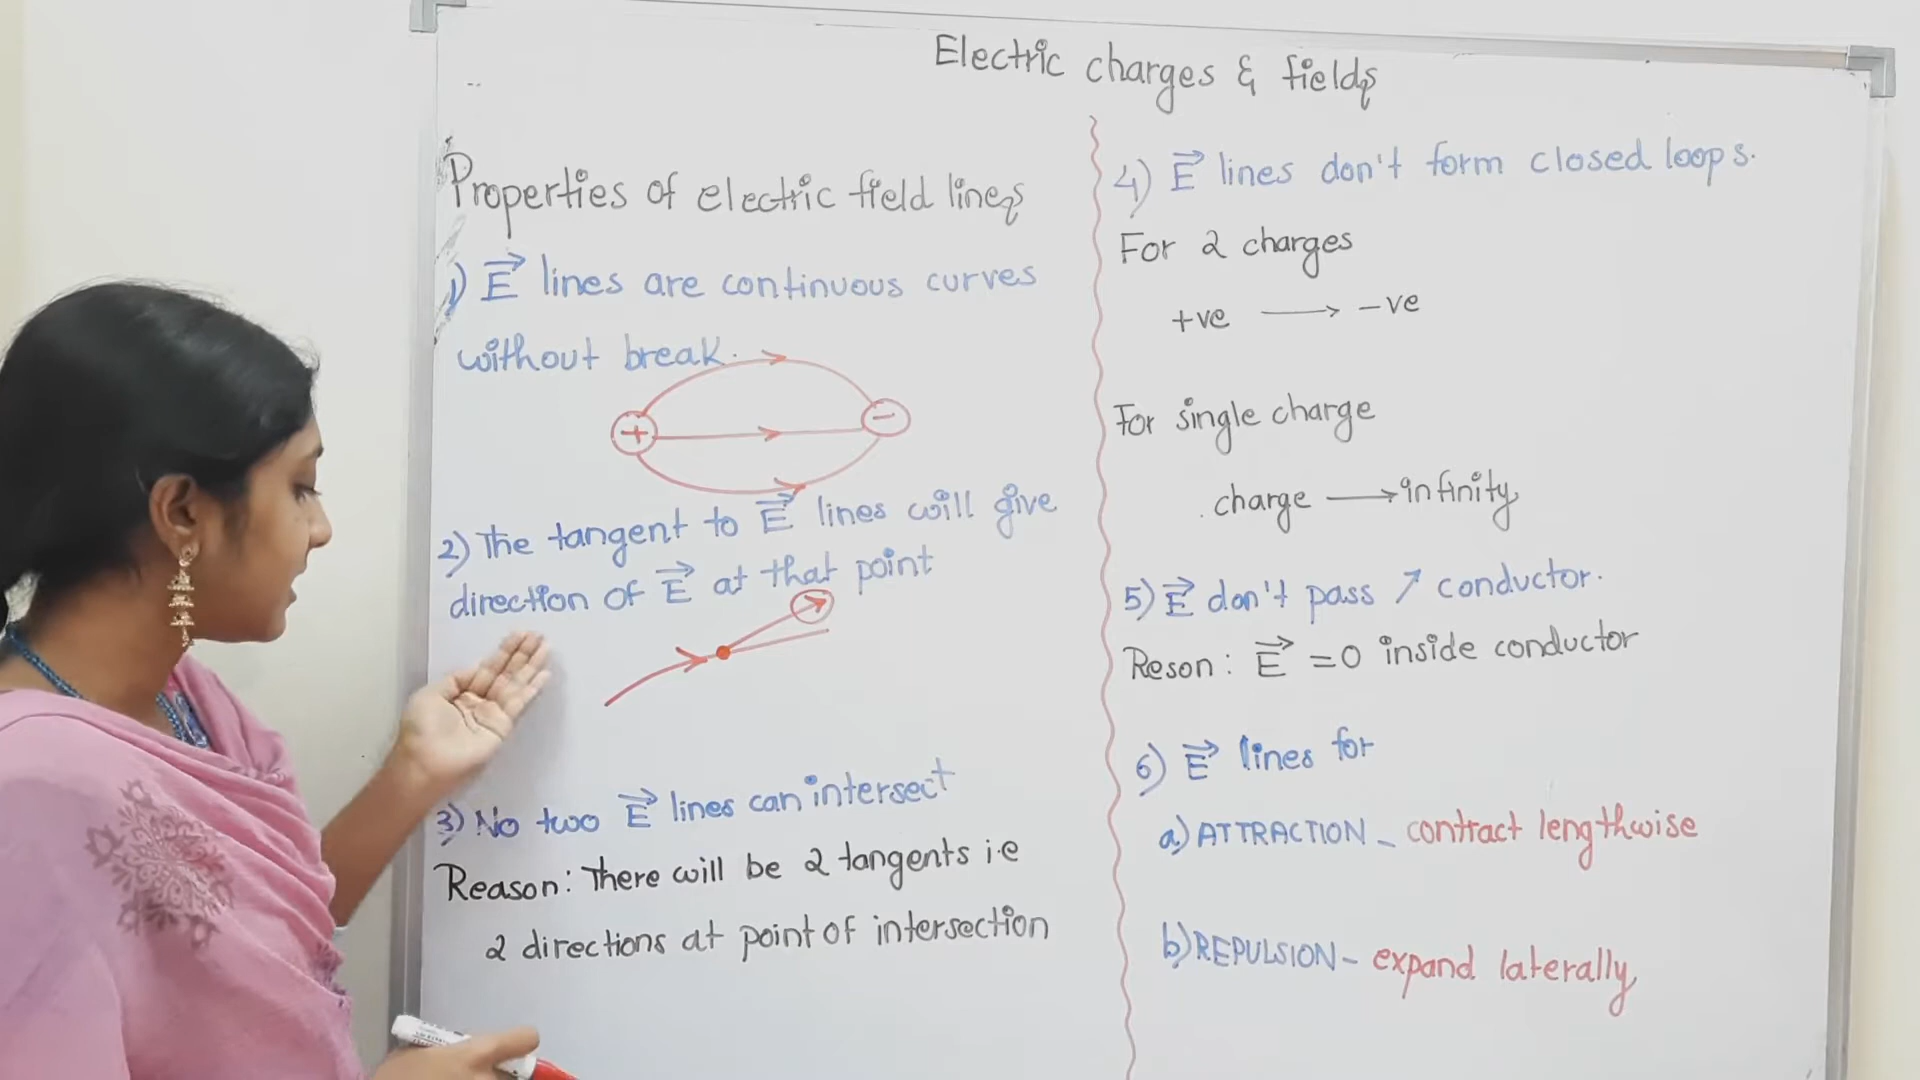 Electric charges & fields
Properties of electric field lines
1) E⃗ lines are continuous curves
without break.
+ -
2) The tangent to E⃗ lines will give
direction of E⃗ at that point
3) No two E⃗ lines can intersect
Reason: There will be 2 tangents i.e
2 directions at point of intersection
4) E⃗ lines don't form closed loops.
For 2 charges
+ve ⟶ -ve
For single charge
charge ⟶ infinity
5) E⃗ don't pass ↗ conductor.
Reson: E⃗ = 0 inside conductor
6) E⃗ lines for
a) ATTRACTION - contract lengthwise
b) REPULSION - expand laterally